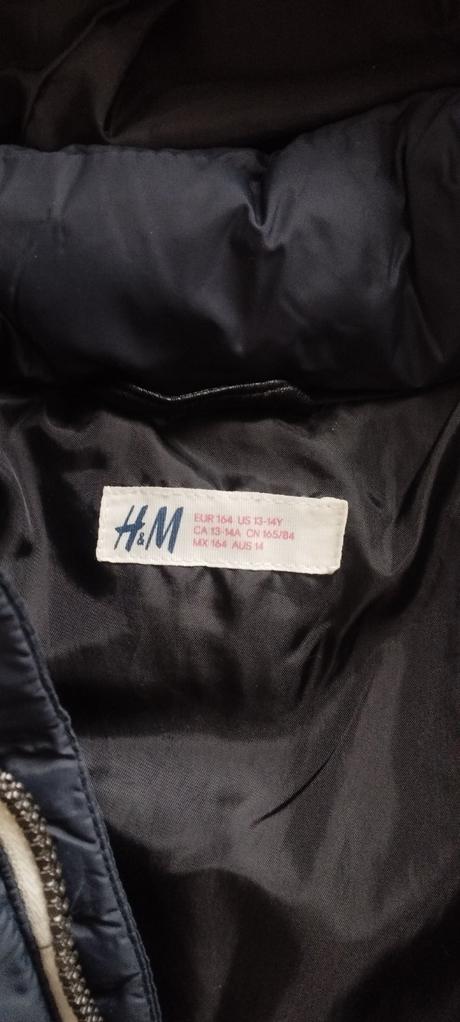 H&M
EUR 164 US 13-14Y
CA 13-14A CN 165/84
MX 164 AUS 14